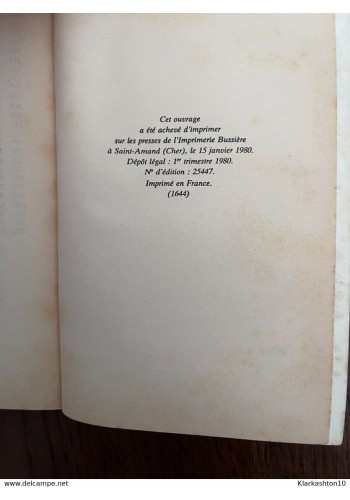 Cet ouvrage
a été achevé d'imprimer
sur les presses de l'Imprimerie Bussière
à Saint-Amand (Cher), le 15 janvier 1980.
Dépôt légal : 1er trimestre 1980.
N° d'édition : 25447.
Imprimé en France.
(1644)
www.delcampe.net
Klarkashton10